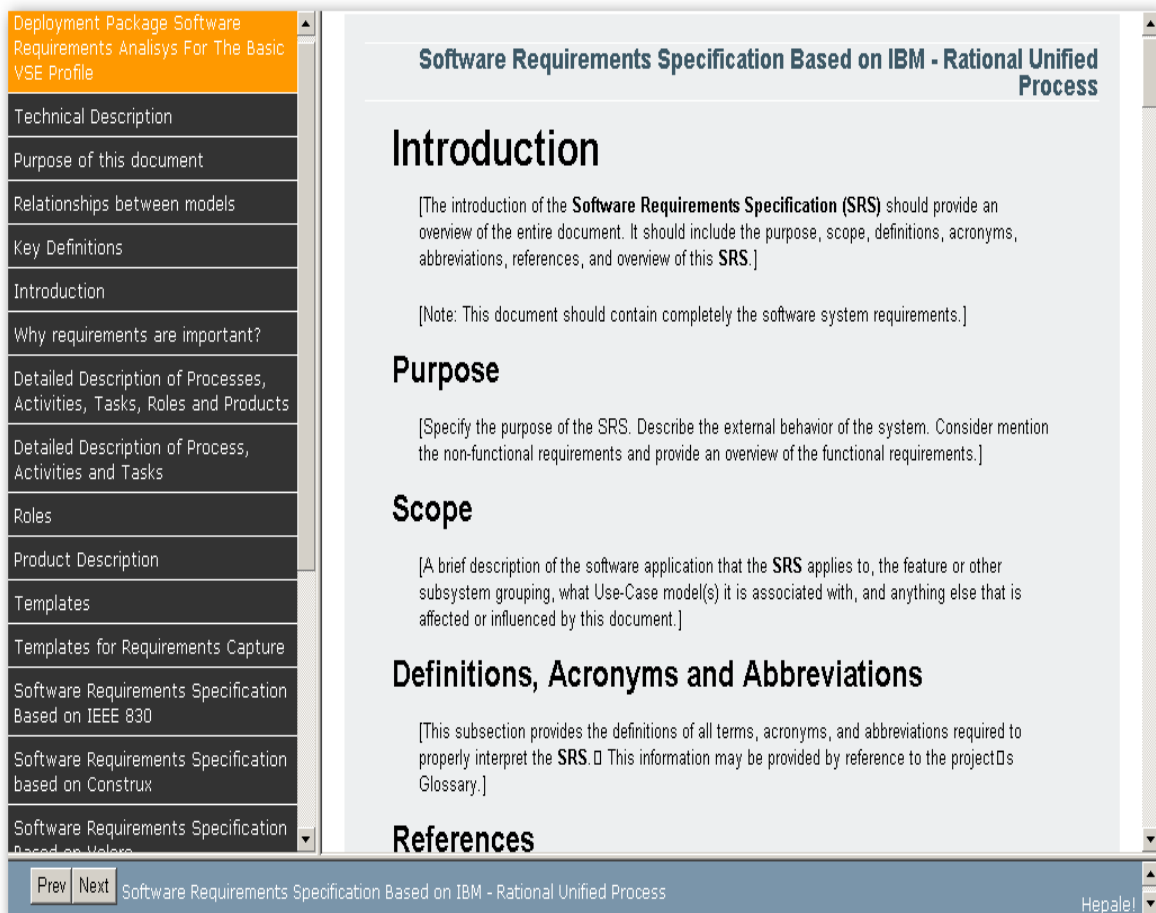 Deployment Package Software
Requirements Analisys For The Basic
VSE Profile
Technical Description
Purpose of this document
Relationships between models
Key Definitions
Introduction
Why requirements are important?
Detailed Description of Processes,
Activities, Tasks, Roles and Products
Detailed Description of Process,
Activities and Tasks
Roles
Product Description
Templates
Templates for Requirements Capture
Software Requirements Specification
Based on IEEE 830
Software Requirements Specification
based on Construx
Software Requirements Specification
Based on Volere
Software Requirements Specification Based on IBM - Rational Unified
Process
Introduction
[The introduction of the Software Requirements Specification (SRS) should provide an
overview of the entire document. It should include the purpose, scope, definitions, acronyms,
abbreviations, references, and overview of this SRS.]
[Note: This document should contain completely the software system requirements.]
Purpose
[Specify the purpose of the SRS. Describe the external behavior of the system. Consider mention
the non-functional requirements and provide an overview of the functional requirements.]
Scope
[A brief description of the software application that the SRS applies to, the feature or other
subsystem grouping, what Use-Case model(s) it is associated with, and anything else that is
affected or influenced by this document.]
Definitions, Acronyms and Abbreviations
[This subsection provides the definitions of all terms, acronyms, and abbreviations required to
properly interpret the SRS.▯ This information may be provided by reference to the project▯s
Glossary.]
References
Prev Next Software Requirements Specification Based on IBM - Rational Unified Process
Hepale!